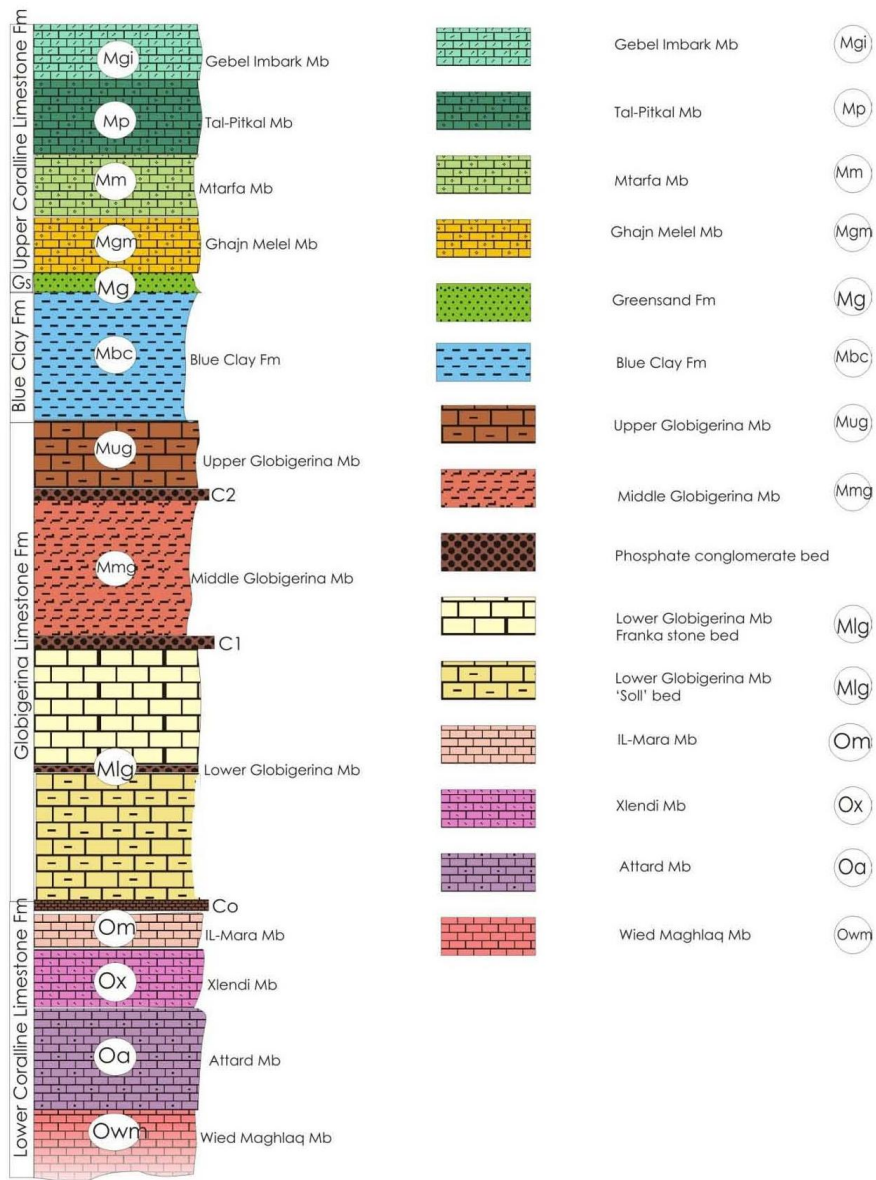 Upper Coralline Limestone Fm
Gs
Blue Clay Fm
Globigerina Limestone Fm
Lower Coralline Limestone Fm
Mgi
Gebel Imbark Mb
Mp
Tal-Pitkal Mb
Mm
Mtarfa Mb
Mgm
Ghajn Melel Mb
Mg
Mbc
Blue Clay Fm
Mug
Upper Globigerina Mb
C2
Mmg
Middle Globigerina Mb
C1
Mlg
Lower Globigerina Mb
Co
Om
IL-Mara Mb
Ox
Xlendi Mb
Oa
Attard Mb
Owm
Wied Maghlaq Mb
Gebel Imbark Mb Mgi
Tal-Pitkal Mb Mp
Mtarfa Mb Mm
Ghajn Melel Mb Mgm
Greensand Fm Mg
Blue Clay Fm Mbc
Upper Globigerina Mb Mug
Middle Globigerina Mb Mmg
Phosphate conglomerate bed
Lower Globigerina Mb
Franka stone bed Mlg
Lower Globigerina Mb
'Soll' bed Mlg
IL-Mara Mb Om
Xlendi Mb Ox
Attard Mb Oa
Wied Maghlaq Mb Owm